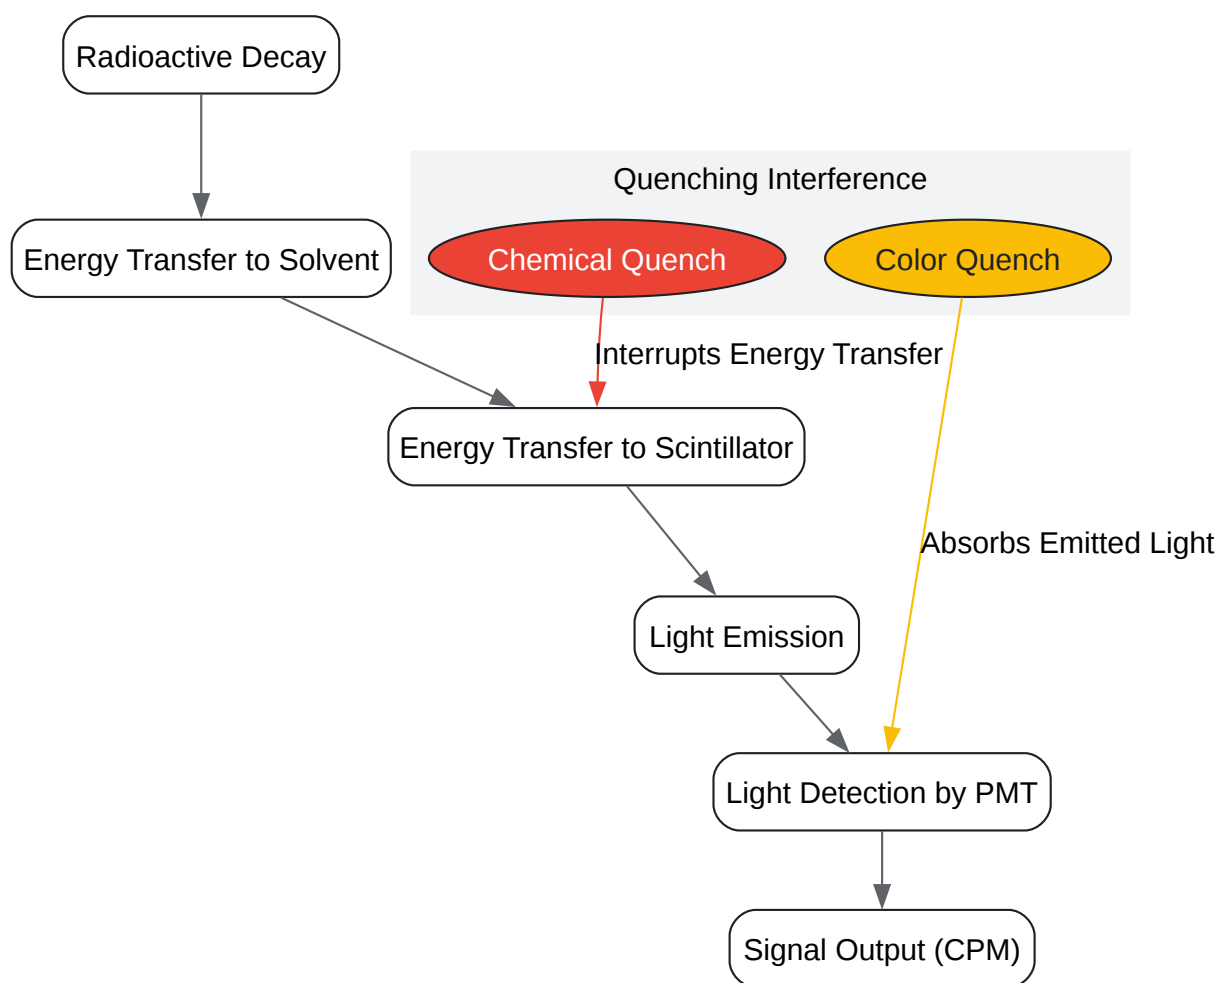 Radioactive Decay
Quenching Interference
Energy Transfer to Solvent
Chemical Quench
Color Quench
Interrupts Energy Transfer
Energy Transfer to Scintillator
Absorbs Emitted Light
Light Emission
Light Detection by PMT
Signal Output (CPM)